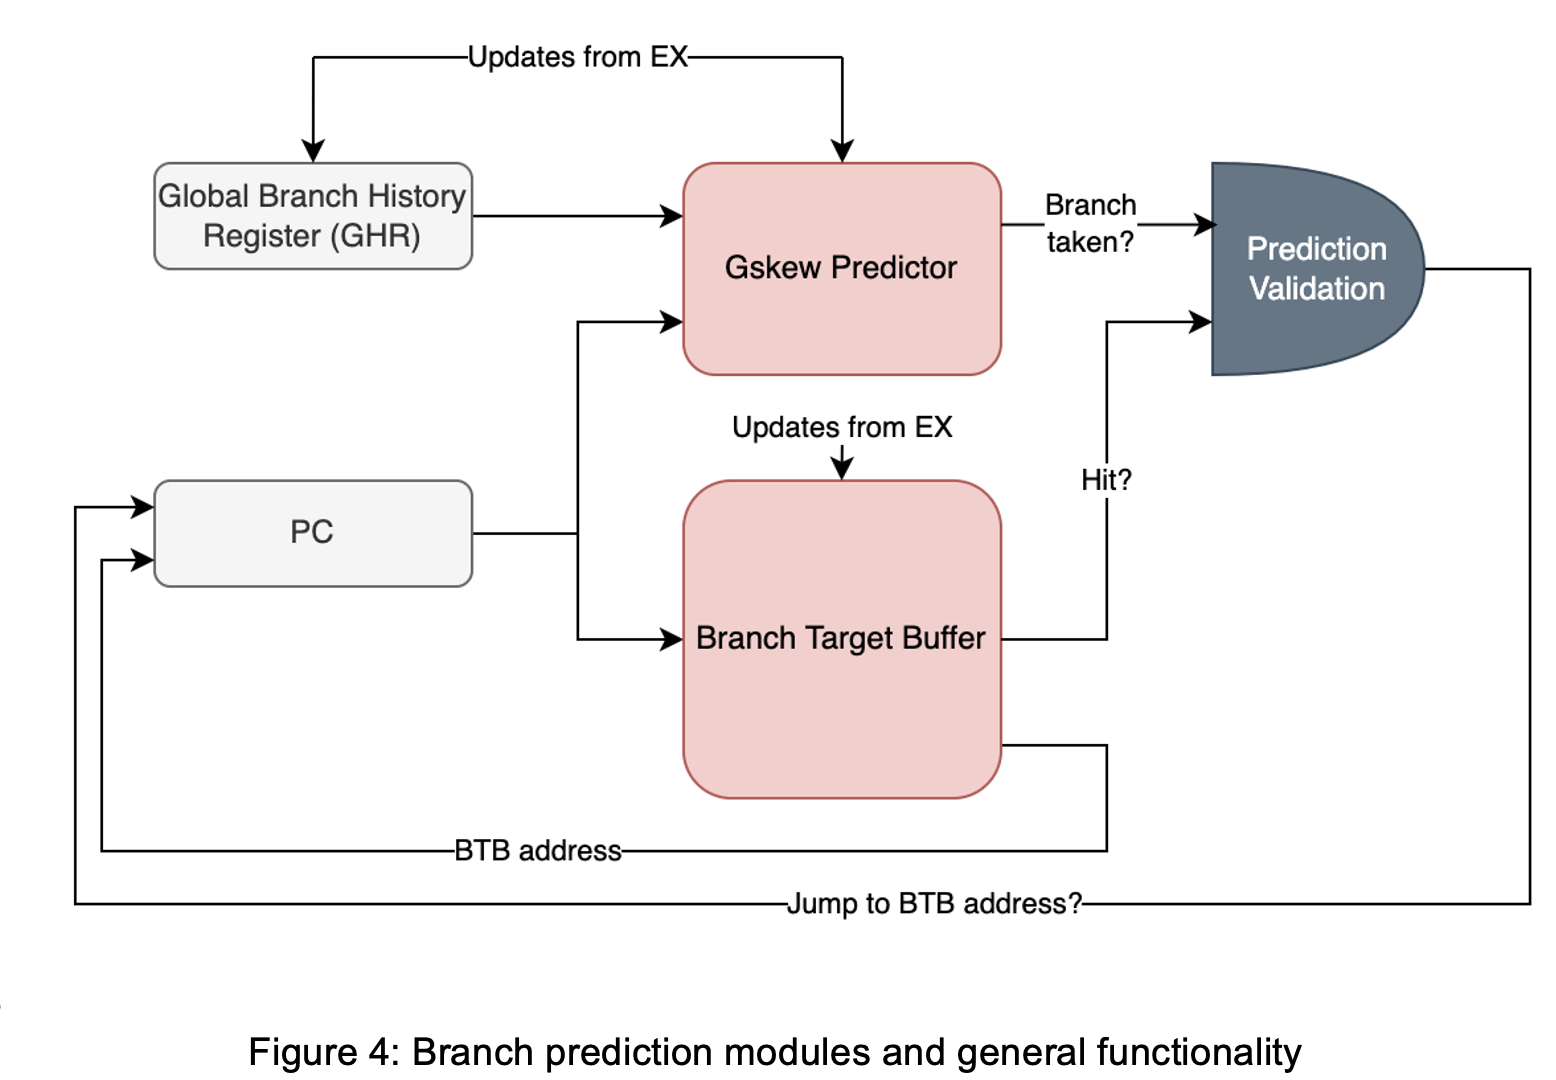 Updates from EX
Global Branch History
Register (GHR)
Gskew Predictor
Branch
taken?
Prediction
Validation
Updates from EX
Hit?
PC
Branch Target Buffer
BTB address
Jump to BTB address?
Figure 4: Branch prediction modules and general functionality